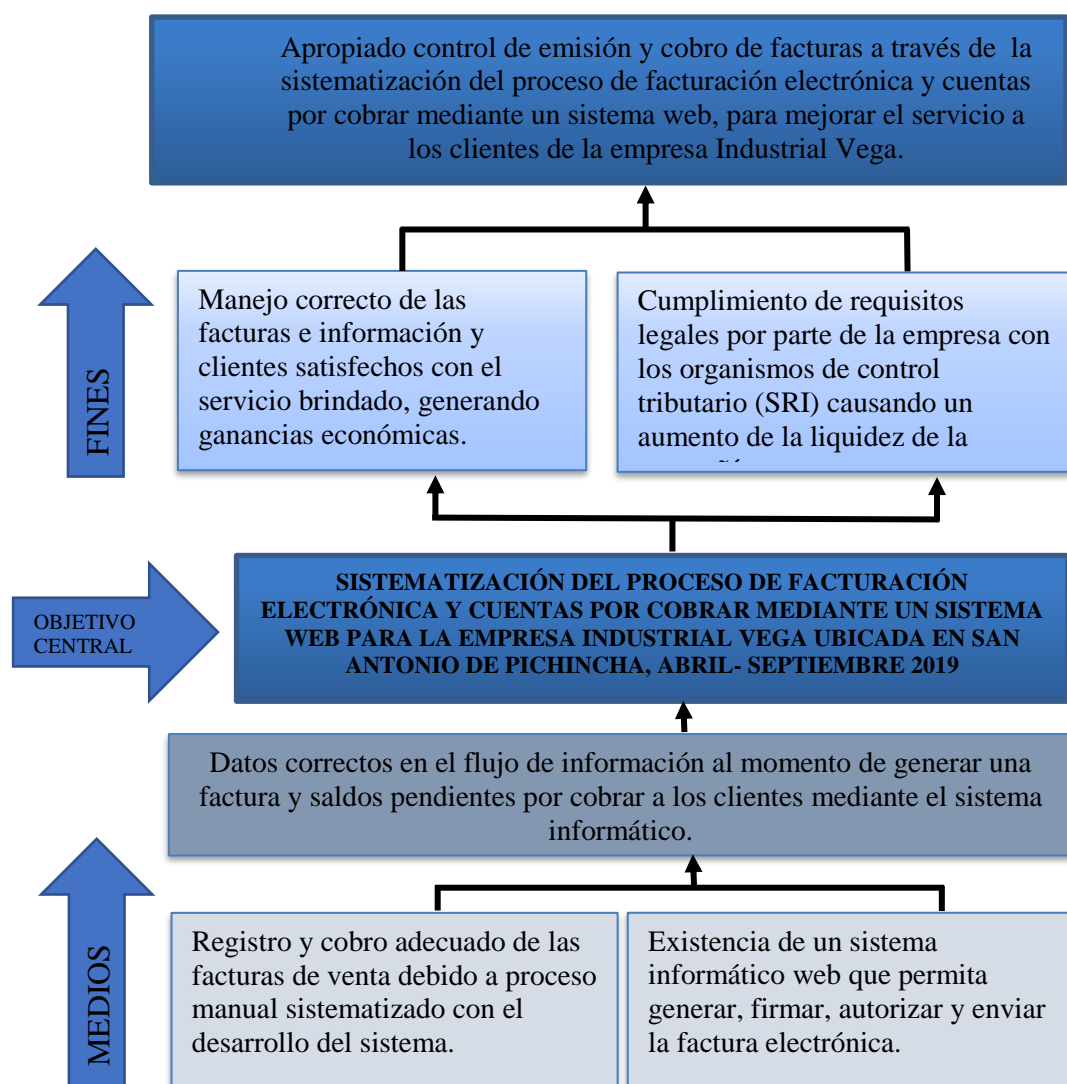 Apropiado control de emisión y cobro de facturas a través de la
sistematización del proceso de facturación electrónica y cuentas
por cobrar mediante un sistema web, para mejorar el servicio a
los clientes de la empresa Industrial Vega.
FINES
Manejo correcto de las
facturas e información y
clientes satisfechos con el
servicio brindado, generando
ganancias económicas.
Cumplimiento de requisitos
legales por parte de la empresa con
los organismos de control
tributario (SRI) causando un
aumento de la liquidez de la
OBJETIVO
CENTRAL
SISTEMATIZACIÓN DEL PROCESO DE FACTURACIÓN
ELECTRÓNICA Y CUENTAS POR COBRAR MEDIANTE UN SISTEMA
WEB PARA LA EMPRESA INDUSTRIAL VEGA UBICADA EN SAN
ANTONIO DE PICHINCHA, ABRIL- SEPTIEMBRE 2019
Datos correctos en el flujo de información al momento de generar una
factura y saldos pendientes por cobrar a los clientes mediante el sistema
informático.
MEDIOS
Registro y cobro adecuado de las
facturas de venta debido a proceso
manual sistematizado con el
desarrollo del sistema.
Existencia de un sistema
informático web que permita
generar, firmar, autorizar y enviar
la factura electrónica.